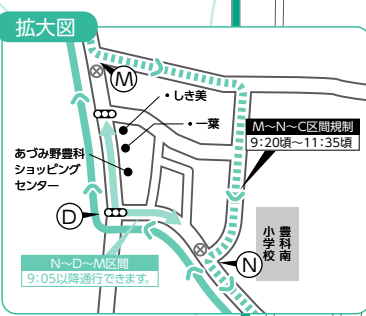 拡大図
M
・しき美
・一葉
M〜N〜C区間規制
9:20頃〜11:35頃
あづみ野豊科
ショッピング
センター
D
豊科南
小学校
N
N〜D〜M区間
9:05以降通行できます。